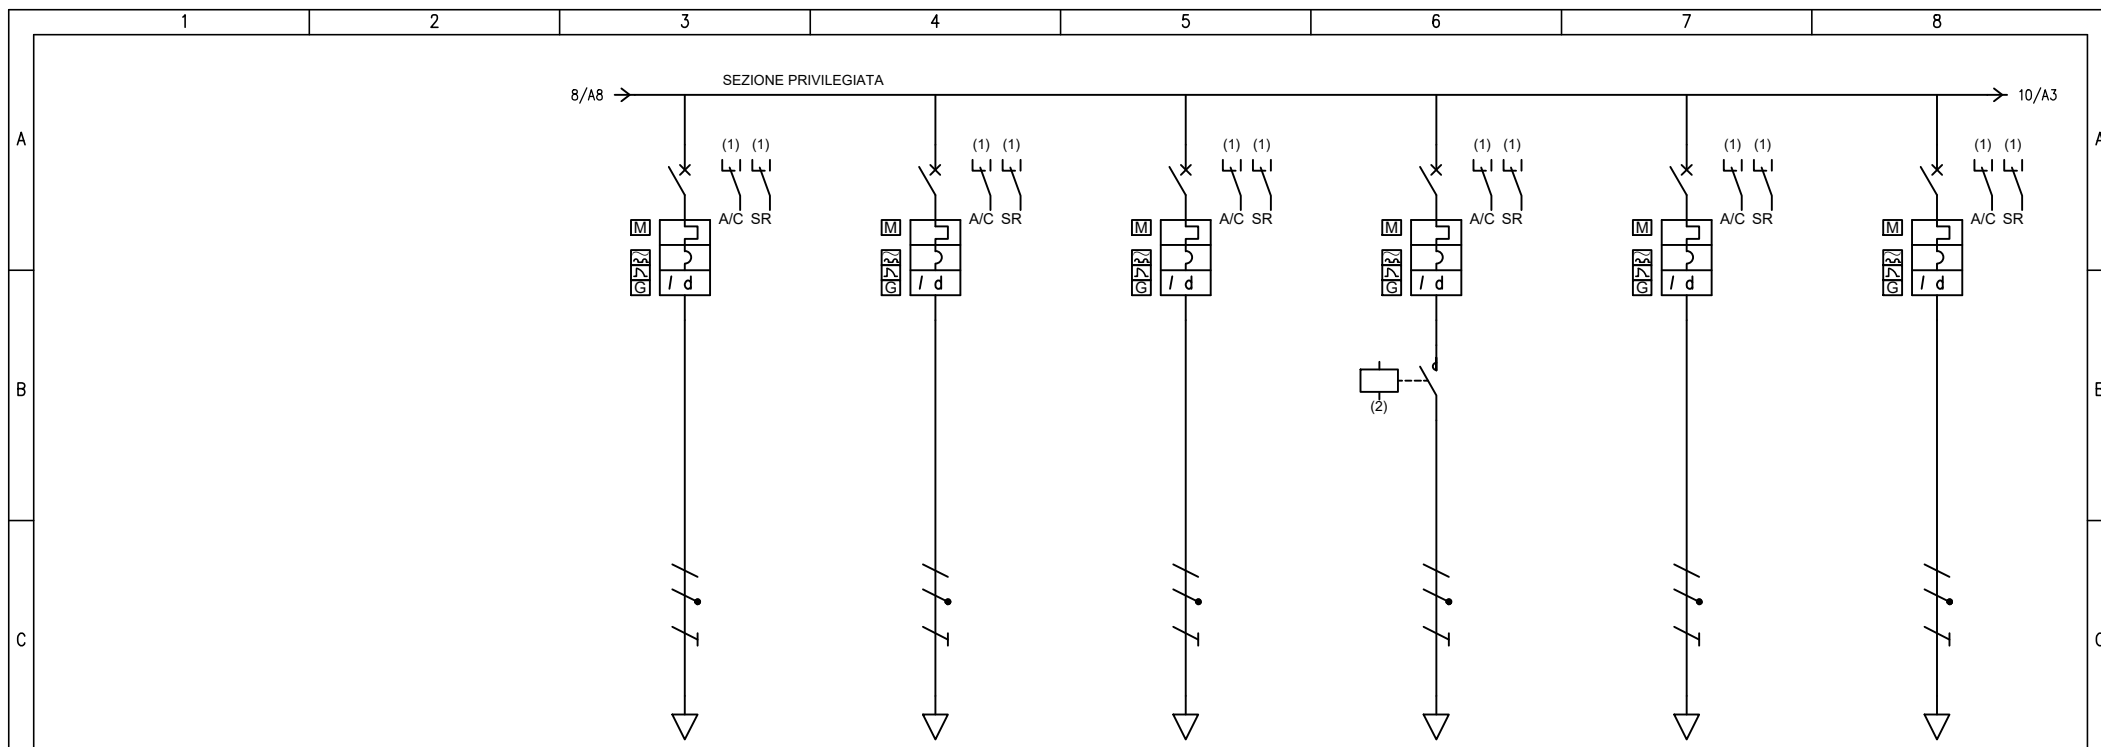 1 2 3 4 5 6 7 8
SEZIONE PRIVILEGIATA
8/A8 10/A3
A A
(1) (1) (1) (1) (1) (1) (1) (1) (1) (1) (1) (1)
A/C SR A/C SR A/C SR A/C SR A/C SR A/C SR
M M M M M M
G I d G I d G I d G I d G I d G I d
B B
(2)
C C